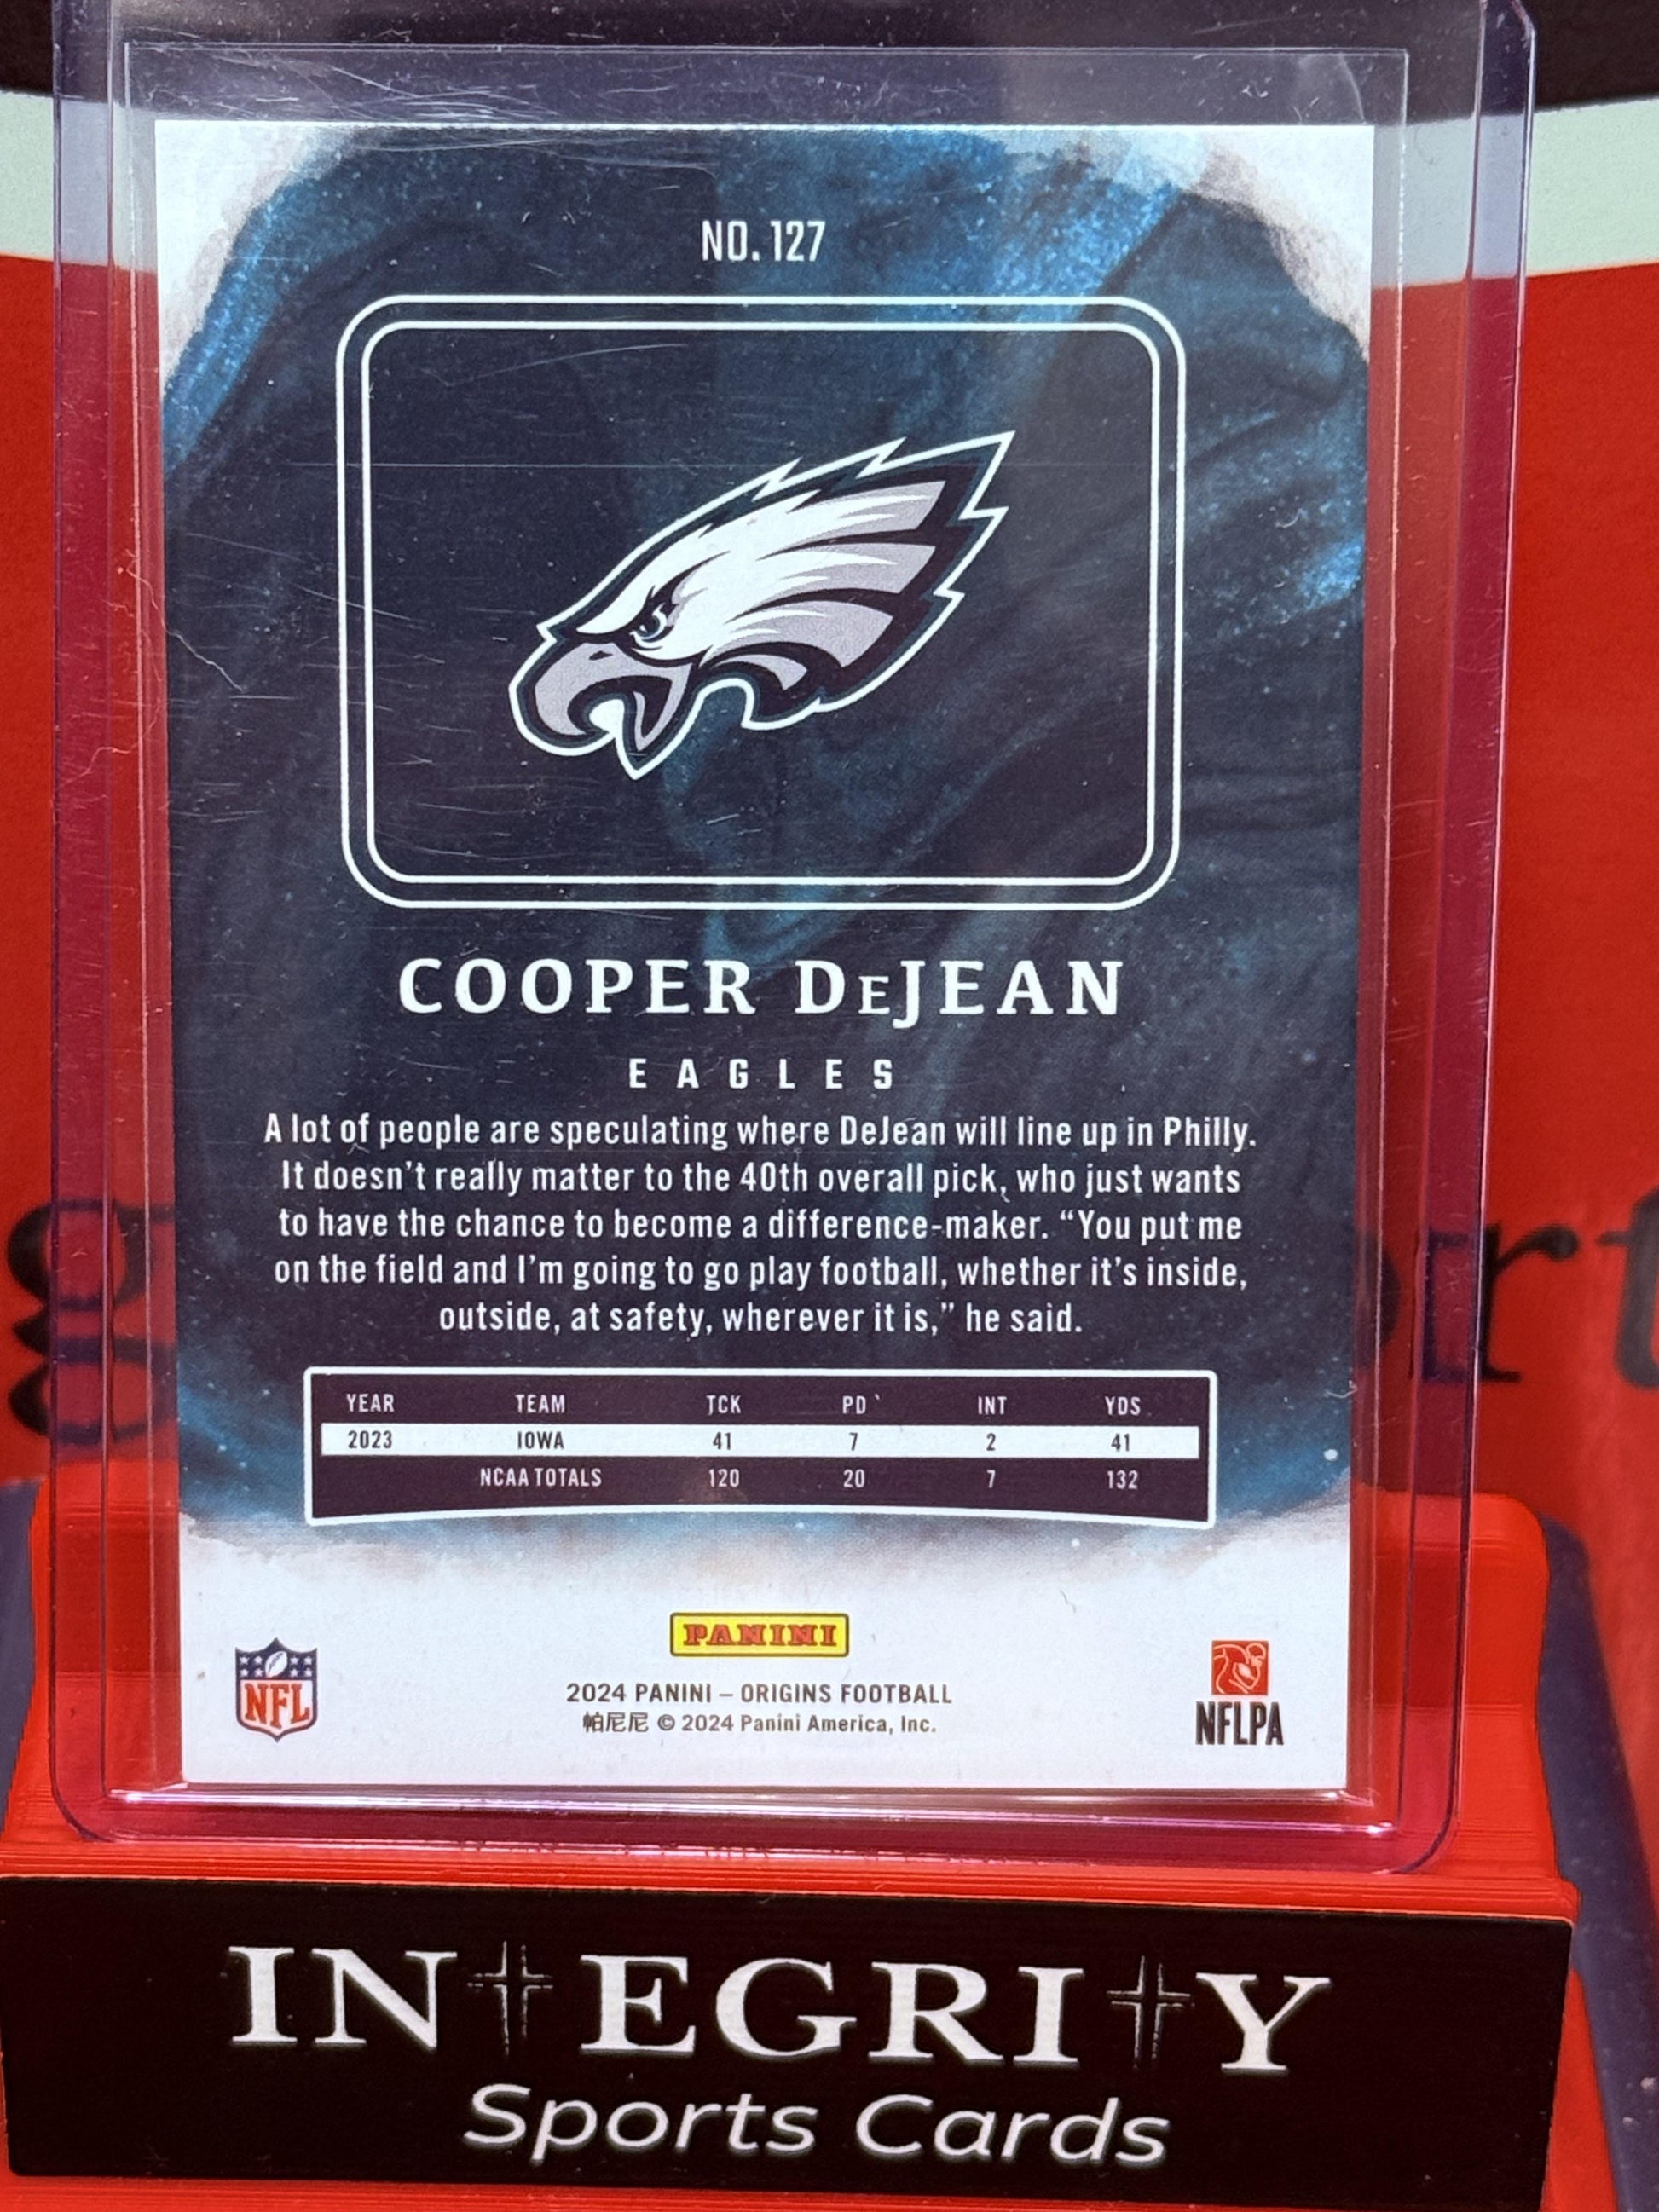 NO. 127
COOPER DeJEAN
EAGLES
A lot of people are speculating where DeJean will line up in Philly.
It doesn't really matter to the 40th overall pick, who just wants
to have the chance to become a difference-maker. “You put me
on the field and I'm going to go play football, whether it's inside,
outside, at safety, wherever it is,” he said.
YEAR TEAM TCK PD INT YDS
2023 IOWA 41 7 2 41
NCAA TOTALS 120 20 7 132
PANINI
NFL
2024 PANINI – ORIGINS FOOTBALL
帕尼尼 © 2024 Panini America, Inc.
NFLPA
INTEGRITY
Sports Cards